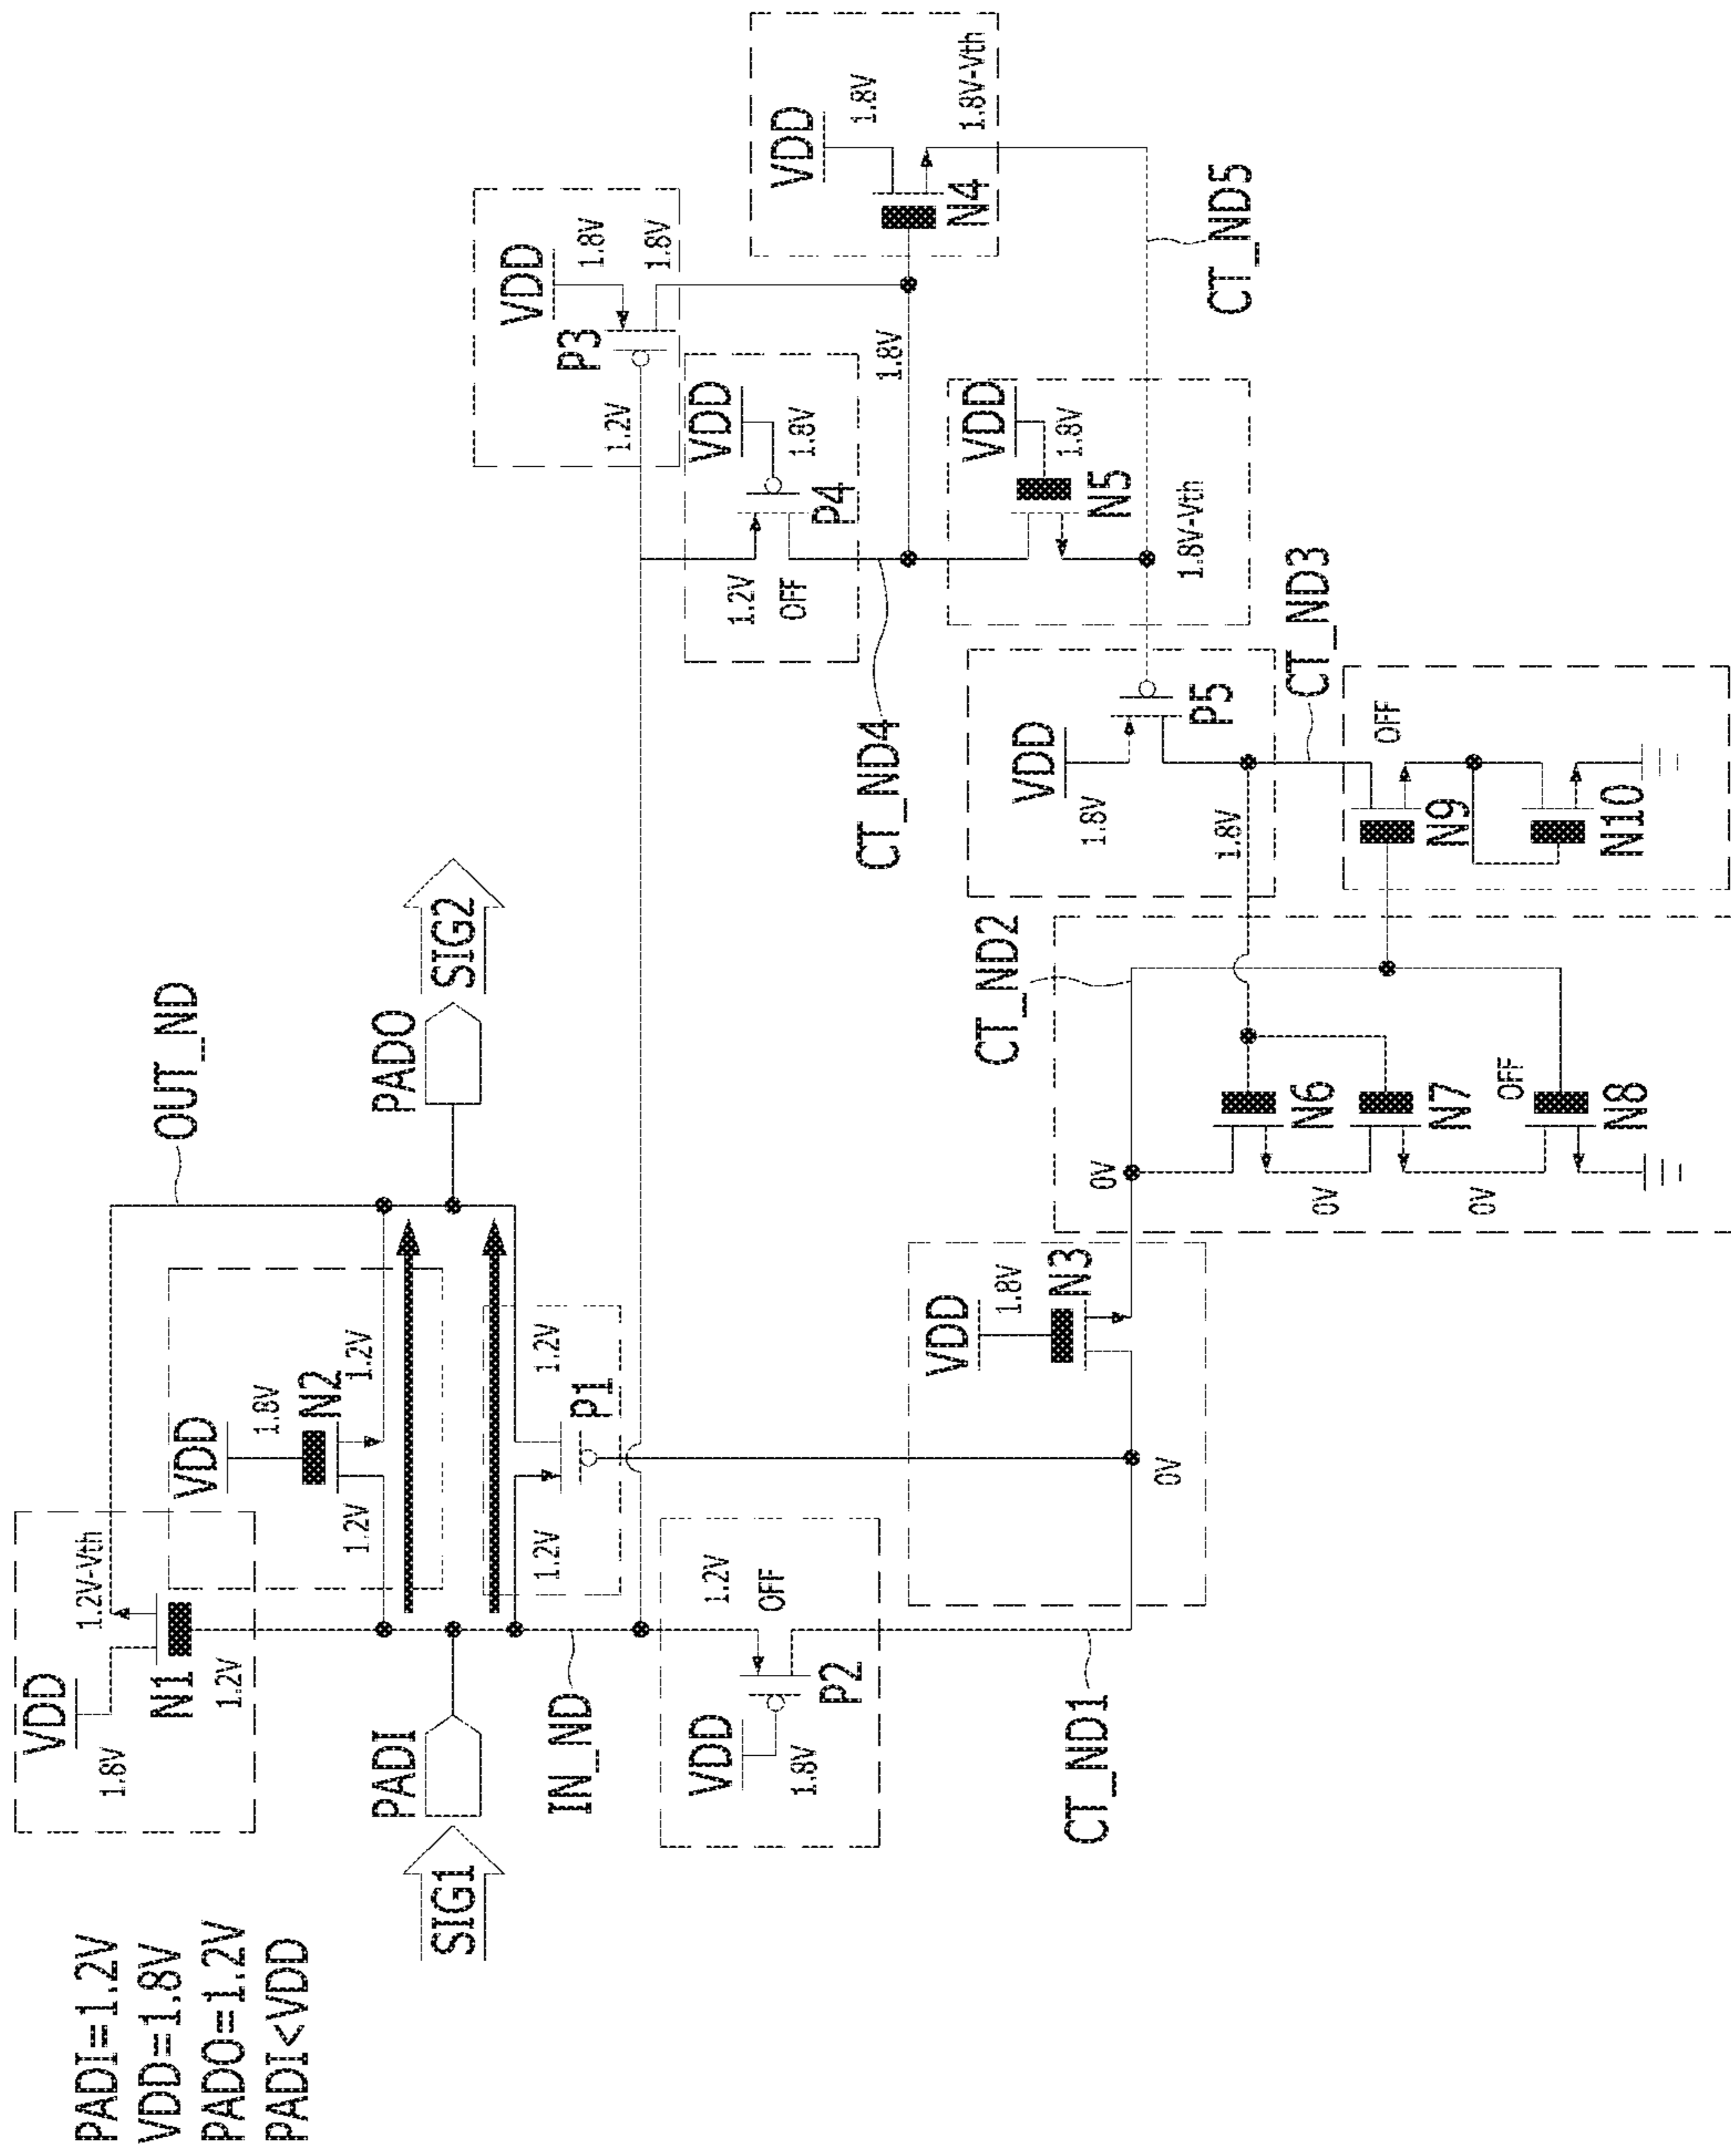 PADI=1.2V
VDD=1.8V
PADO=1.2V
PADI<VDD
VDD
1.8V
N1
1.2V
1.2V-Vth
OUT_ND
VDD
1.8V
N2
1.2V
1.2V
SIG1
PADI
PADO
SIG2
1.2V
1.2V
P1
IN_ND
VDD
1.8V
P2
1.2V
OFF
CT_ND1
VDD
1.8V
N3
0V
0V
CT_ND2
N6
0V
N7
0V
OFF
N8
VDD
P3
1.8V
1.8V
1.2V
VDD
1.8V
P4
1.2V
OFF
CT_ND4
1.8V
VDD
1.8V
N4
1.8V-Vth
VDD
1.8V
N5
1.8V-Vth
CT_ND5
VDD
1.8V
P5
1.8V
CT_ND3
OFF
N9
N10